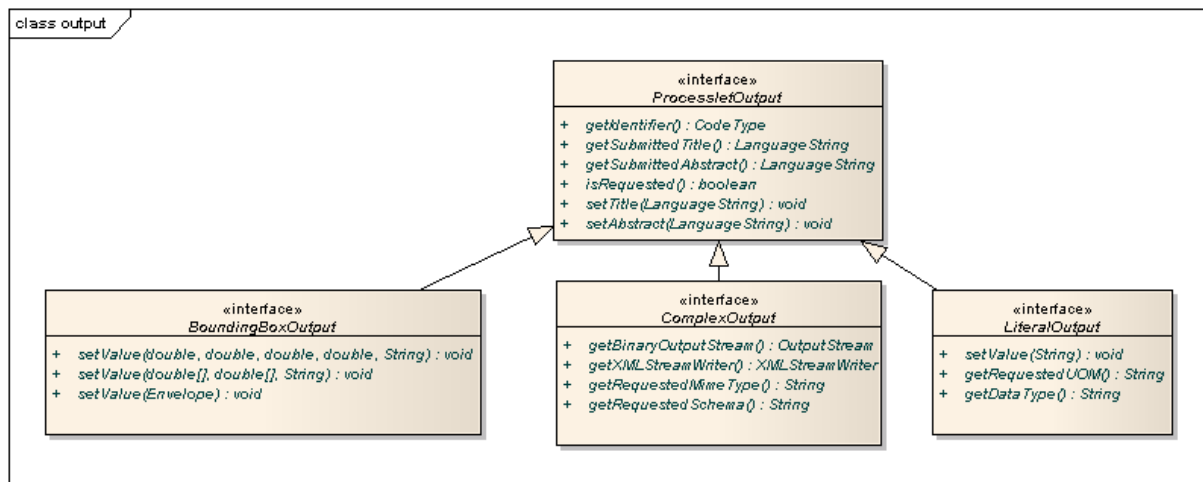 class output
«interface»
ProcessletOutput
+ getIdentifier() : CodeType
+ getSubmittedTitle() : LanguageString
+ getSubmittedAbstract() : LanguageString
+ isRequested() : boolean
+ setTitle(LanguageString) : void
+ setAbstract(LanguageString) : void
«interface»
BoundingBoxOutput
+ setValue(double, double, double, double, String) : void
+ setValue(double[], double[], String) : void
+ setValue(Envelope) : void
«interface»
ComplexOutput
+ getBinaryOutputStream() : OutputStream
+ getXMLStreamWriter() : XMLStreamWriter
+ getRequestedMimeType() : String
+ getRequestedSchema() : String
«interface»
LiteralOutput
+ setValue(String) : void
+ getRequestedUOM() : String
+ getDataType() : String